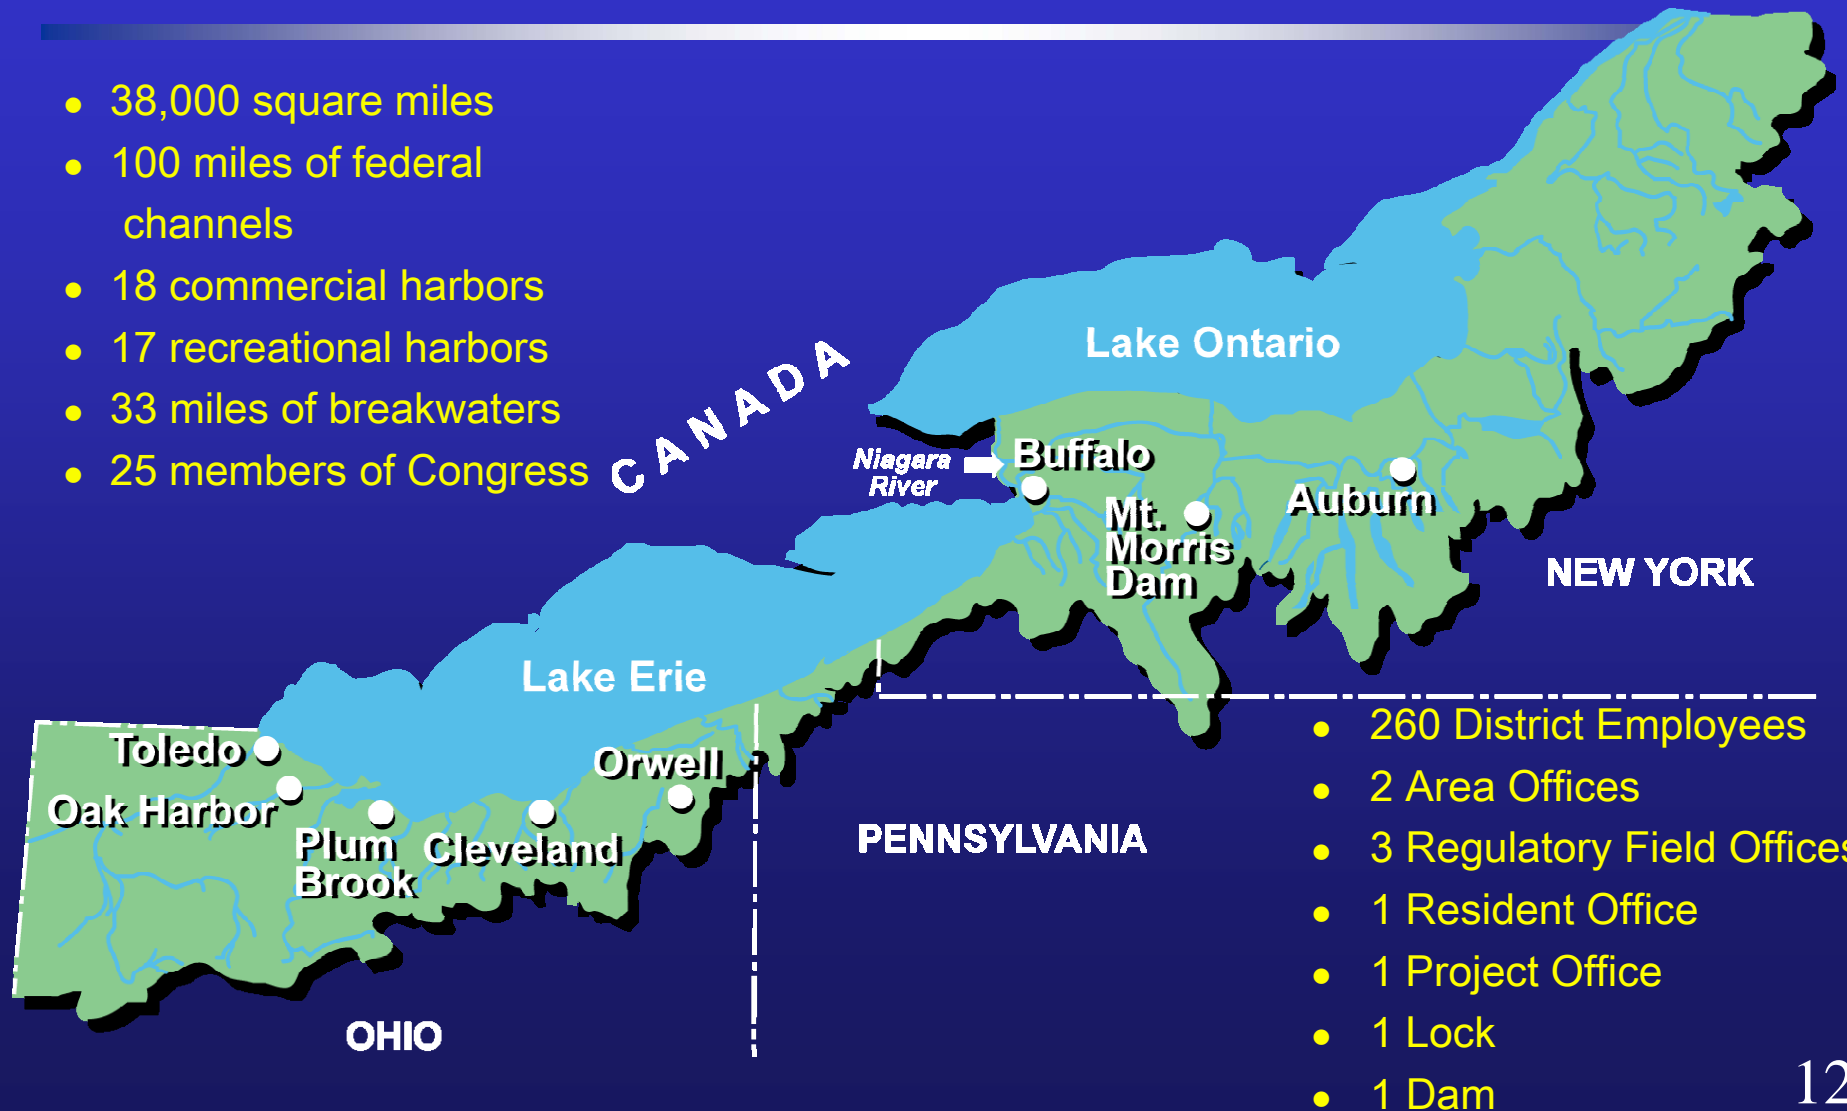 ● 38,000 square miles
● 100 miles of federal
channels
● 18 commercial harbors
● 17 recreational harbors
● 33 miles of breakwaters
● 25 members of Congress
CANADA
Lake Ontario
Niagara
River
Buffalo
Mt.
Morris
Dam
Auburn
NEW YORK
Lake Erie
Toledo
Oak Harbor
Plum
Brook
Cleveland
Orwell
PENNSYLVANIA
OHIO
● 260 District Employees
● 2 Area Offices
● 3 Regulatory Field Offices
● 1 Resident Office
● 1 Project Office
● 1 Lock
● 1 Dam
12